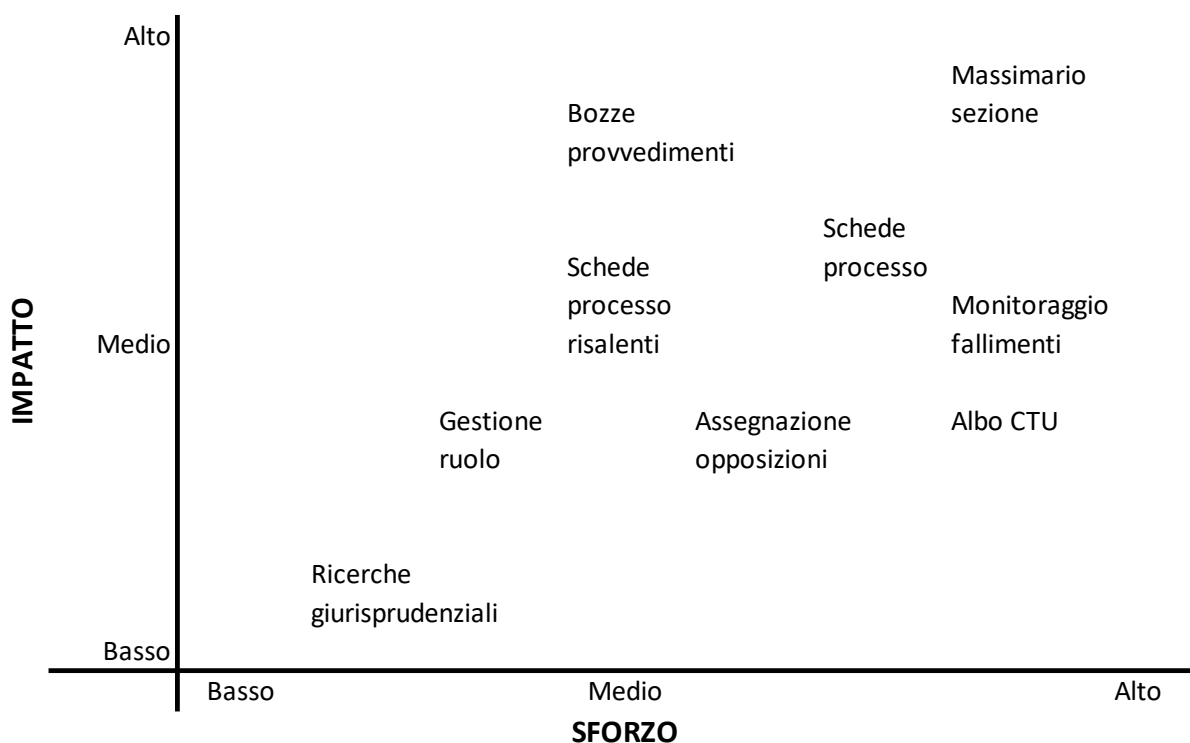 Alto
Massimario
sezione
Bozze
provvedimenti
Schede
processo
Schede
processo
risalenti
Monitoraggio
fallimenti
IMPATTO
Medio
Gestione
ruolo
Assegnazione
opposizioni
Albo CTU
Ricerche
giurisprudenziali
Basso
Basso
Medio
Alto
SFORZO